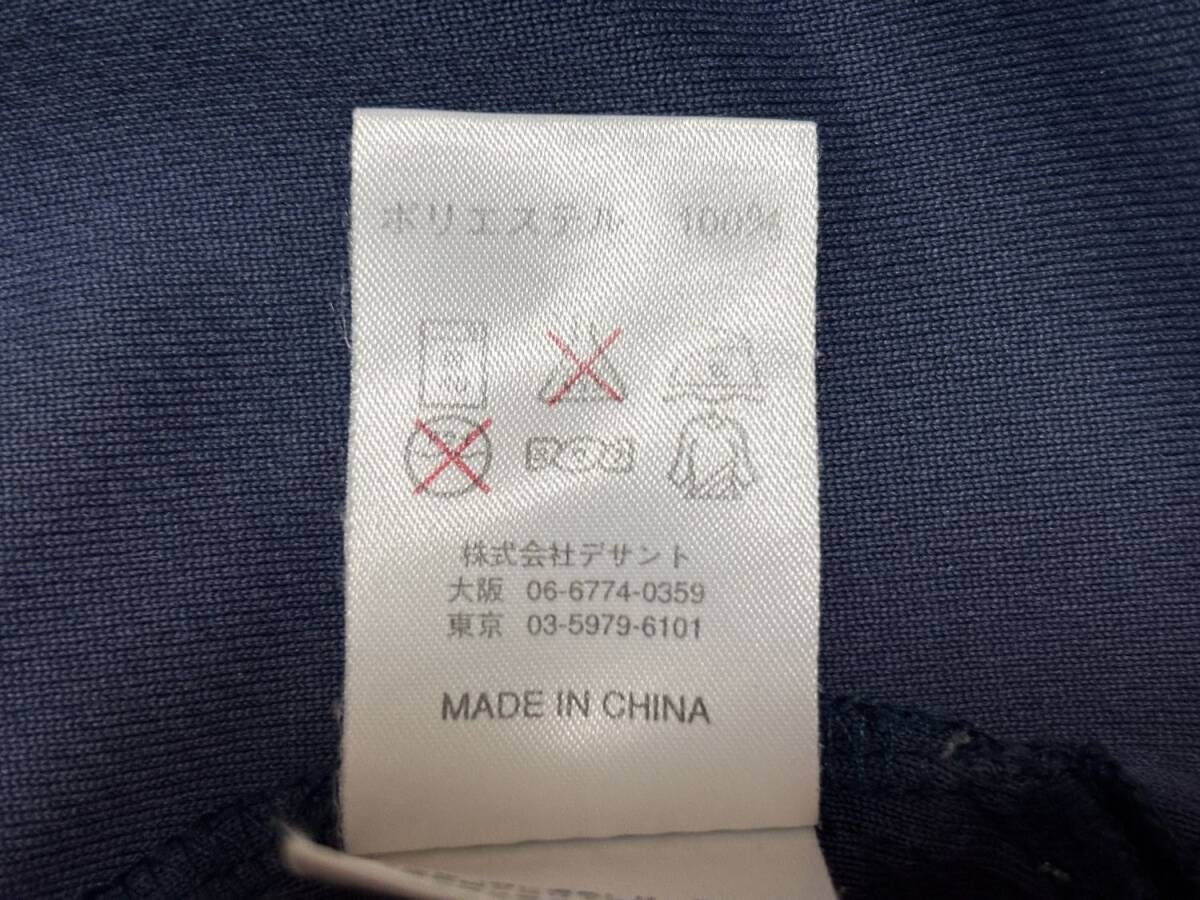 ポリエステル 100%
株式会社デサント
大阪 06-6774-0359
東京 03-5979-6101
MADE IN CHINA